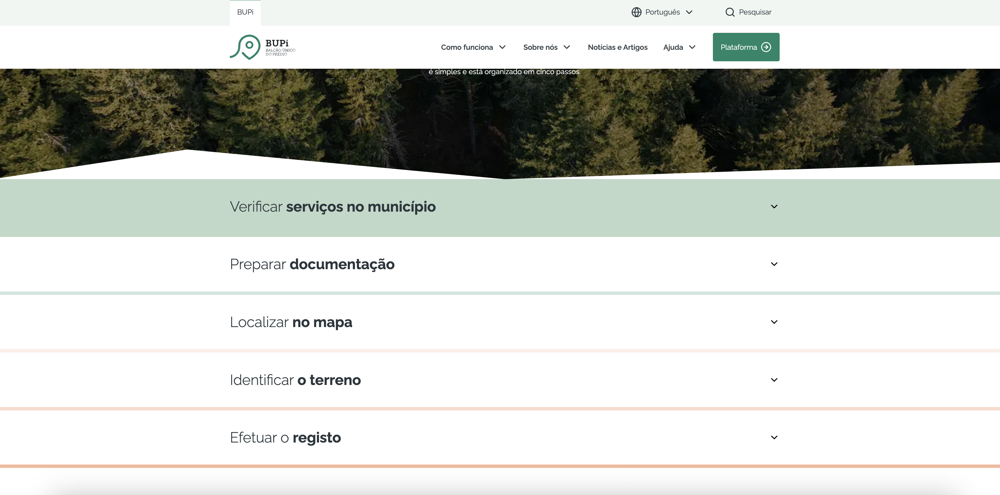 BUPi
Português
Pesquisar
BUPi
BALCÃO ÚNICO
DO PRÉDIO
Como funciona
Sobre nós
Notícias e Artigos
Ajuda
Plataforma
é simples e está organizado em cinco passos.
Verificar serviços no município
Preparar documentação
Localizar no mapa
Identificar o terreno
Efetuar o registo